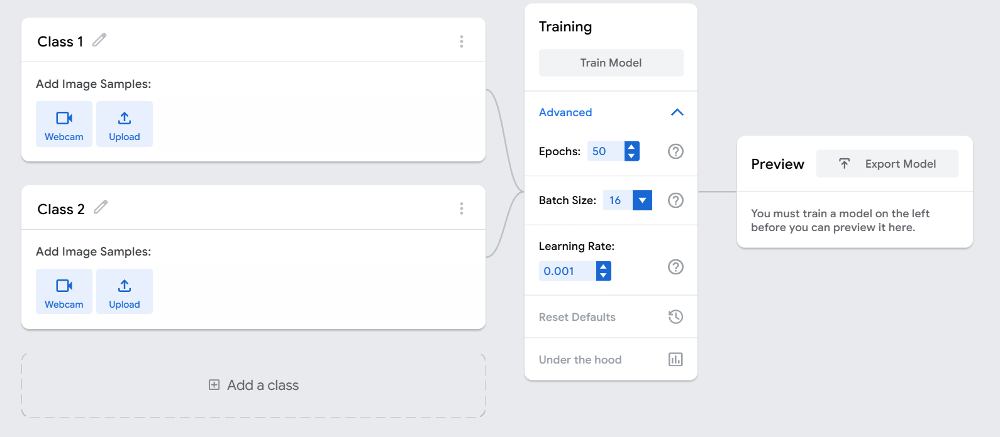 Class 1
Add Image Samples:
Webcam
Upload
Class 2
Add Image Samples:
Webcam
Upload
Add a class
Training
Train Model
Advanced
Epochs: 50
Batch Size: 16
Learning Rate:
0.001
Reset Defaults
Under the hood
Preview
Export Model
You must train a model on the left
before you can preview it here.